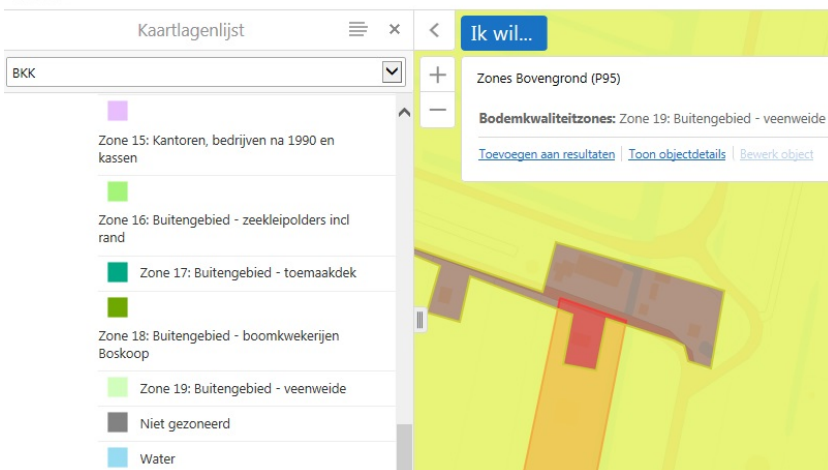 Kaartlagenlijst
BKK
Zone 15: Kantoren, bedrijven na 1990 en
kassen
Zone 16: Buitengebied - zeekleipolders incl
rand
Zone 17: Buitengebied - toemaakdek
Zone 18: Buitengebied - boomkwekerijen
Boskoop
Zone 19: Buitengebied - veenweide
Niet gezoneerd
Water
Ik wil...
Zones Bovengrond (P95)
Bodemkwaliteitzones: Zone 19: Buitengebied - veenweide
Toevoegen aan resultaten | Toon objectdetails | Bewerk object